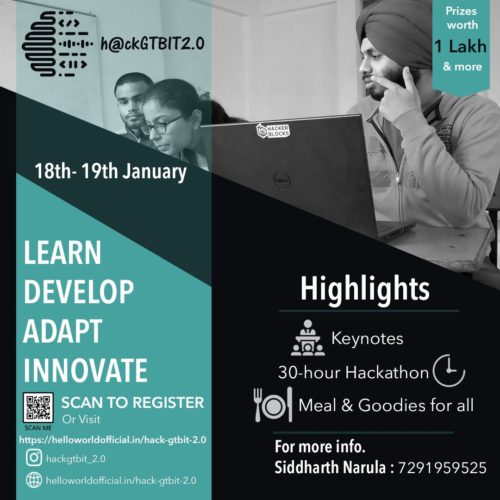 h@ckGTBIT2.0
Prizes
worth
1 Lakh
& more
HACKER
BLOCKS
DELL
18th- 19th January
LEARN
DEVELOP
ADAPT
INNOVATE
SCAN ME
SCAN TO REGISTER
Or Visit
https://helloworldofficial.in/hack-gtbit-2.0
hackgtbit_2.0
helloworldofficial.in/hack-gtbit-2.0
Highlights
Keynotes
30-hour Hackathon
Meal & Goodies for all
For more info.
Siddharth Narula : 7291959525